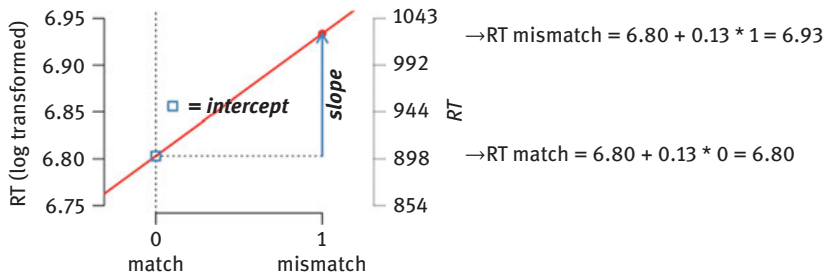 6.95
6.90
6.85
6.80
6.75
RT (log transformed)
= intercept
slope
1043
992
944
898
854
RT
0
match
1
mismatch
→RT mismatch = 6.80 + 0.13 * 1 = 6.93
→RT match = 6.80 + 0.13 * 0 = 6.80